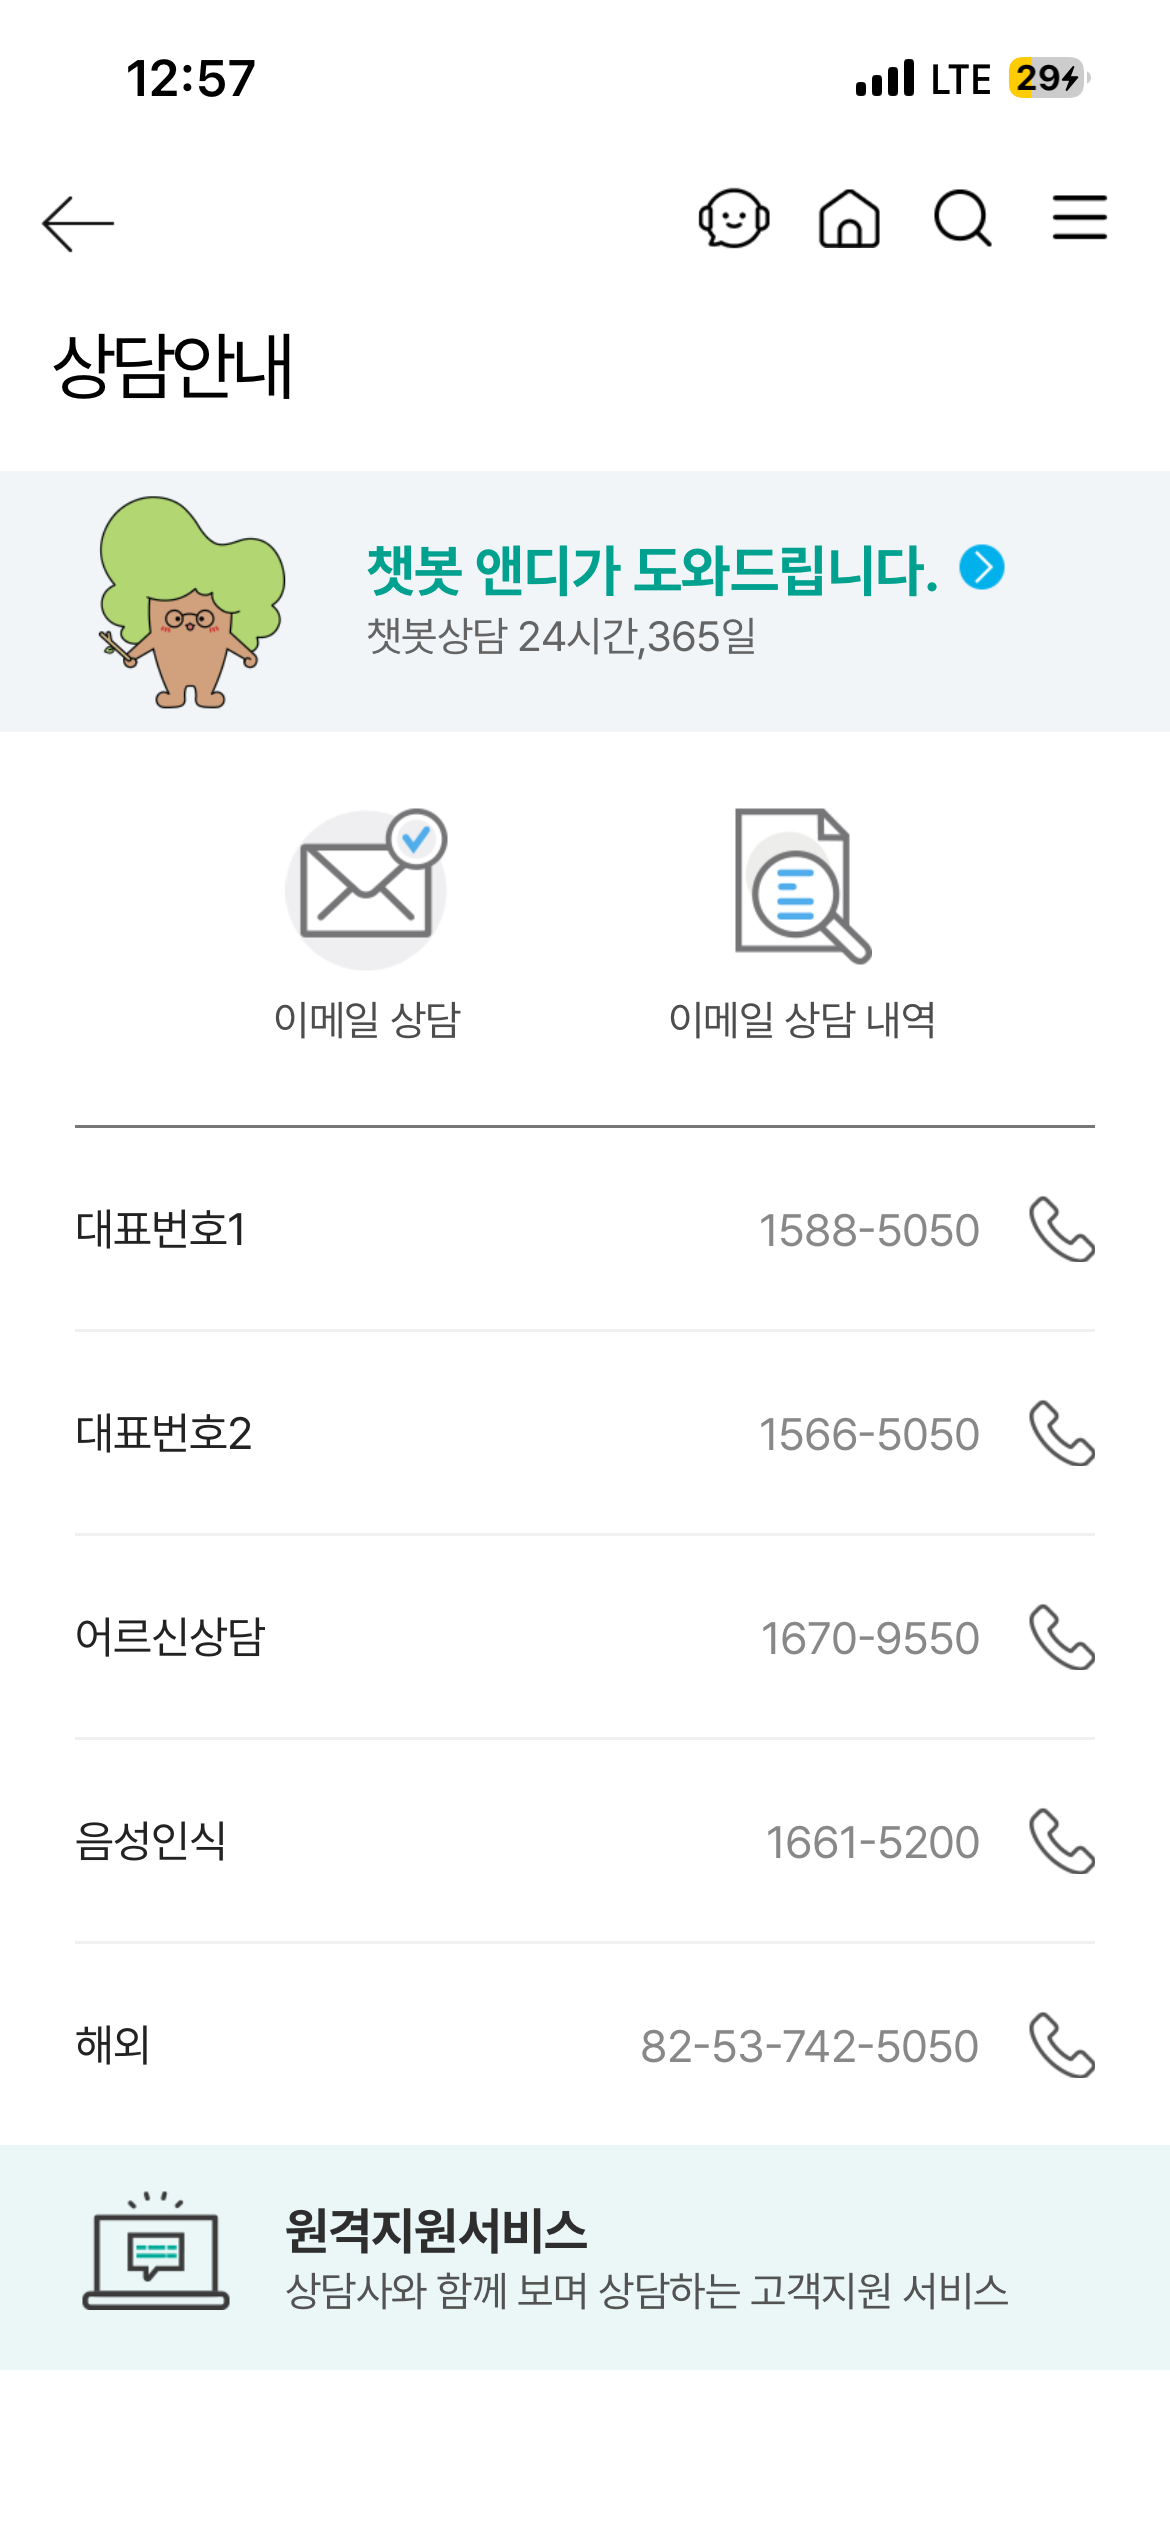 12:57
LTE 29
상담안내
챗봇 앤디가 도와드립니다.
챗봇상담 24시간,365일
이메일 상담
이메일 상담 내역
대표번호1
1588-5050
대표번호2
1566-5050
어르신상담
1670-9550
음성인식
1661-5200
해외
82-53-742-5050
원격지원서비스
상담사와 함께 보며 상담하는 고객지원 서비스